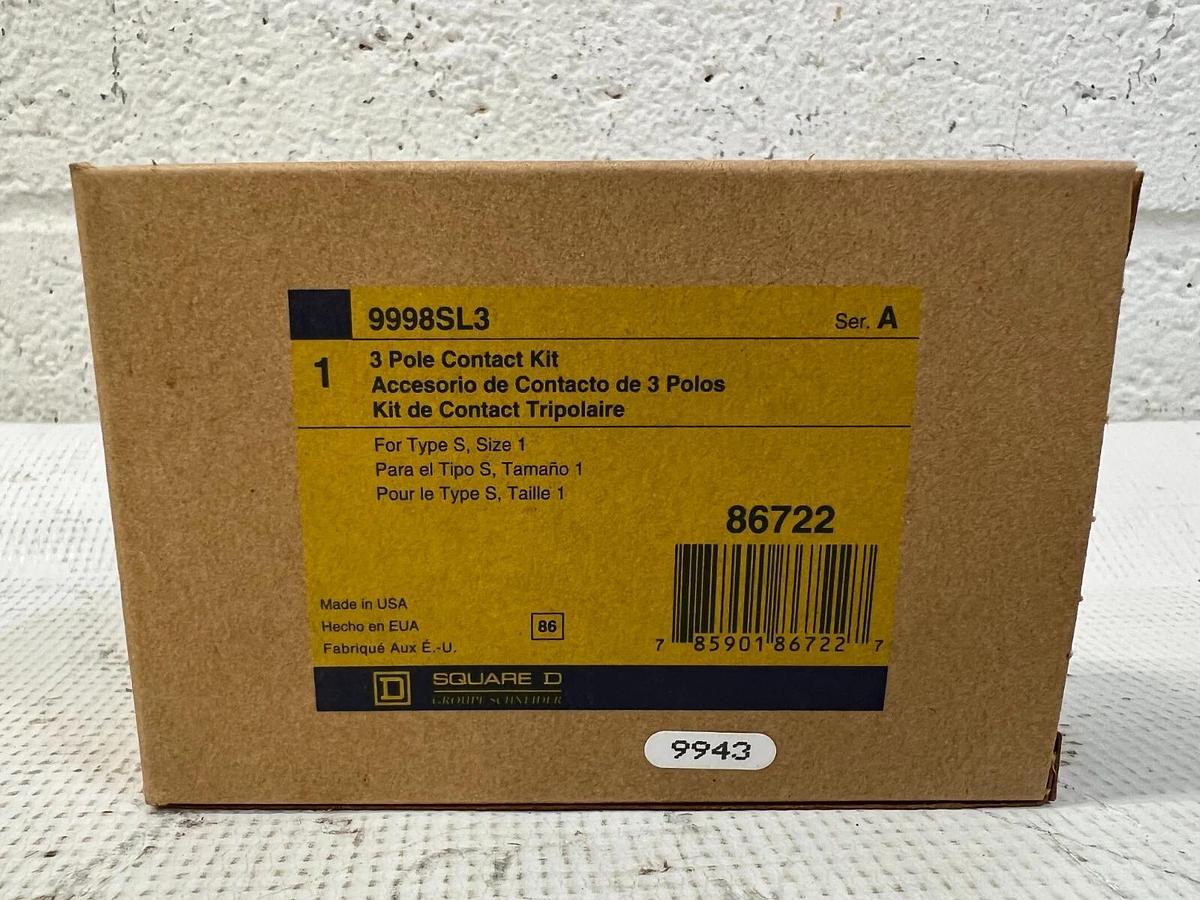 9998SL3 Ser. A
1
3 Pole Contact Kit
Accesorio de Contacto de 3 Polos
Kit de Contact Tripolaire
For Type S, Size 1
Para el Tipo S, Tamaño 1
Pour le Type S, Taille 1
86722
7 85901 86722 7
Made in USA
Hecho en EUA
Fabriqué Aux É.-U.
86
D SQUARE D
GROUPE SCHNEIDER
9943